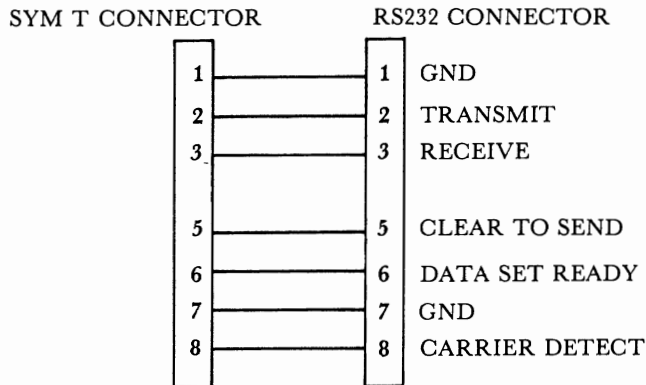 SYM T CONNECTOR RS232 CONNECTOR
1 1 GND
2 2 TRANSMIT
3 3 RECEIVE
5 5 CLEAR TO SEND
6 6 DATA SET READY
7 7 GND
8 8 CARRIER DETECT